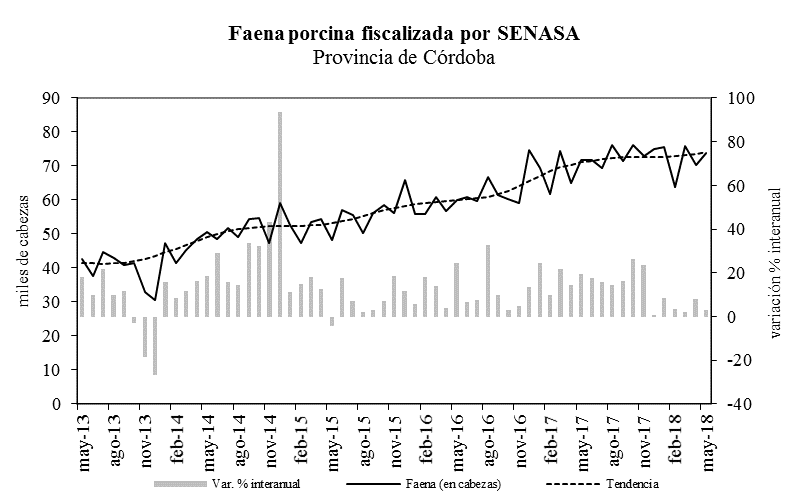 Faena porcina fiscalizada por SENASA
Provincia de Córdoba
miles de cabezas
90
80
70
60
50
40
30
20
10
0
100
80
60
40
20
0
-20
-40
variación % interanual
may-13
ago-13
nov-13
feb-14
may-14
ago-14
nov-14
feb-15
may-15
ago-15
nov-15
feb-16
may-16
ago-16
nov-16
feb-17
may-17
ago-17
nov-17
feb-18
may-18
Var. % interanual
Faena (en cabezas)
Tendencia